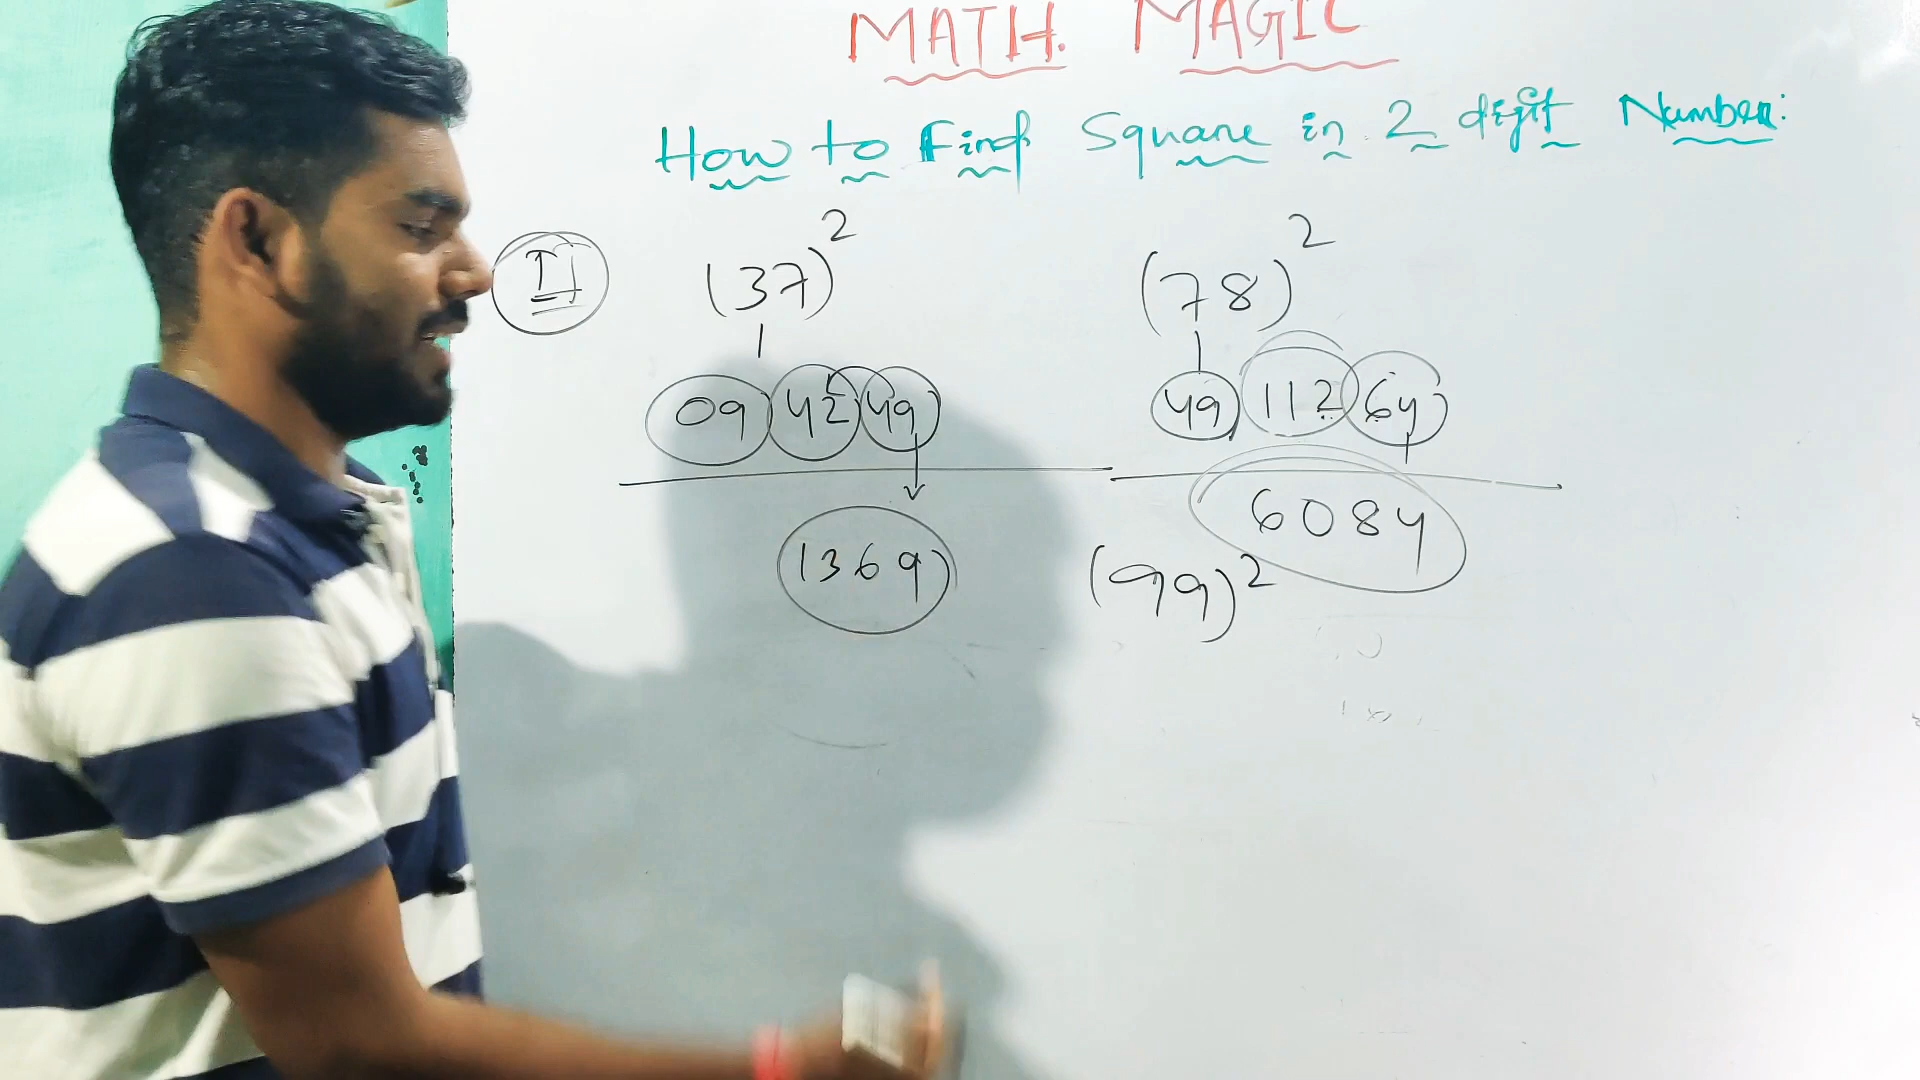 MATH. MAGIC
How to Find Square in 2 digit Number:
II (37)² (78)²
09 42 49 49 112 64
1369 6084
(99)²